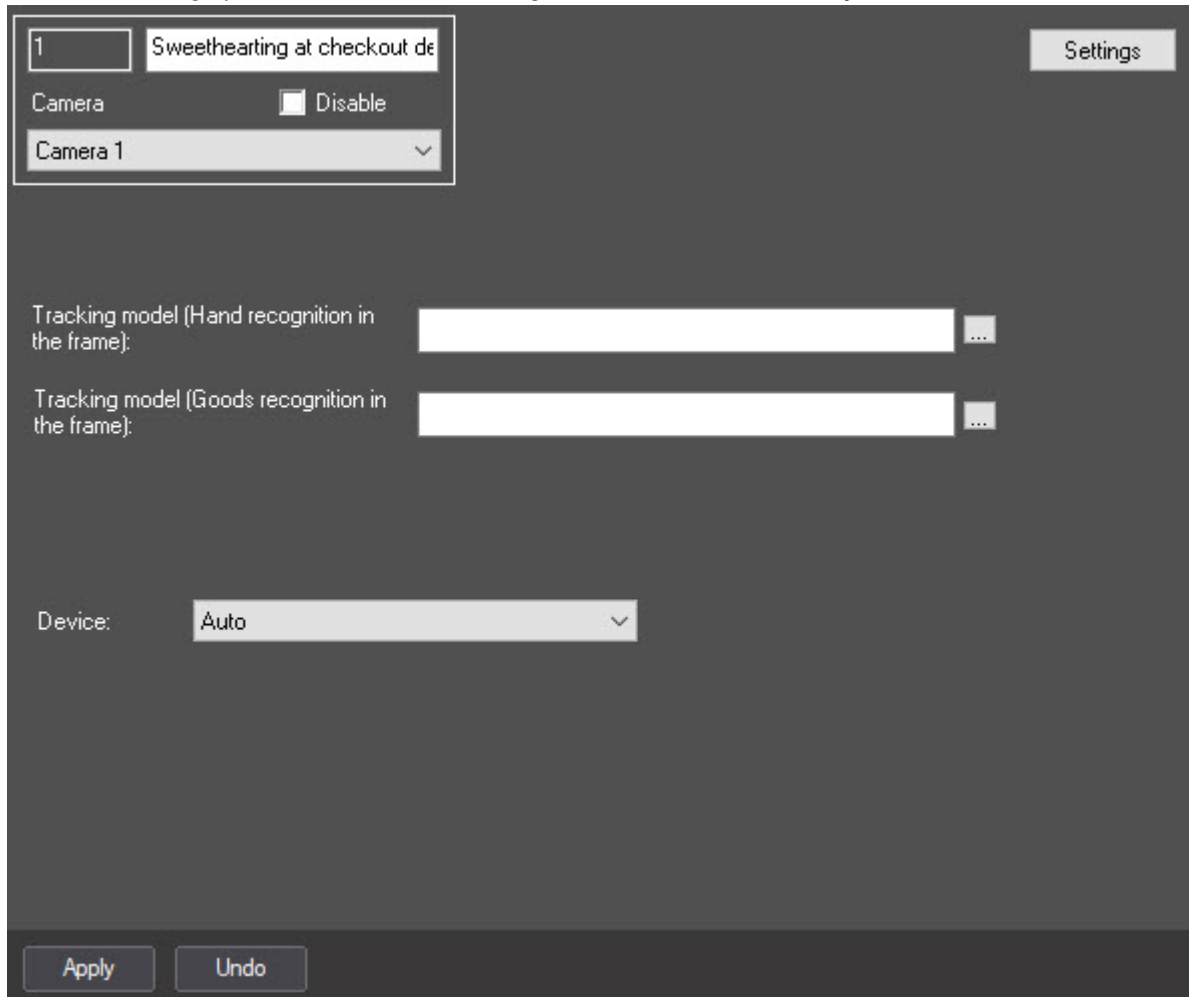 1
Sweethearting at checkout de
Settings
Camera
Disable
Camera 1
Tracking model (Hand recognition in
the frame):
...
Tracking model (Goods recognition in
the frame):
...
Device:
Auto
Apply
Undo